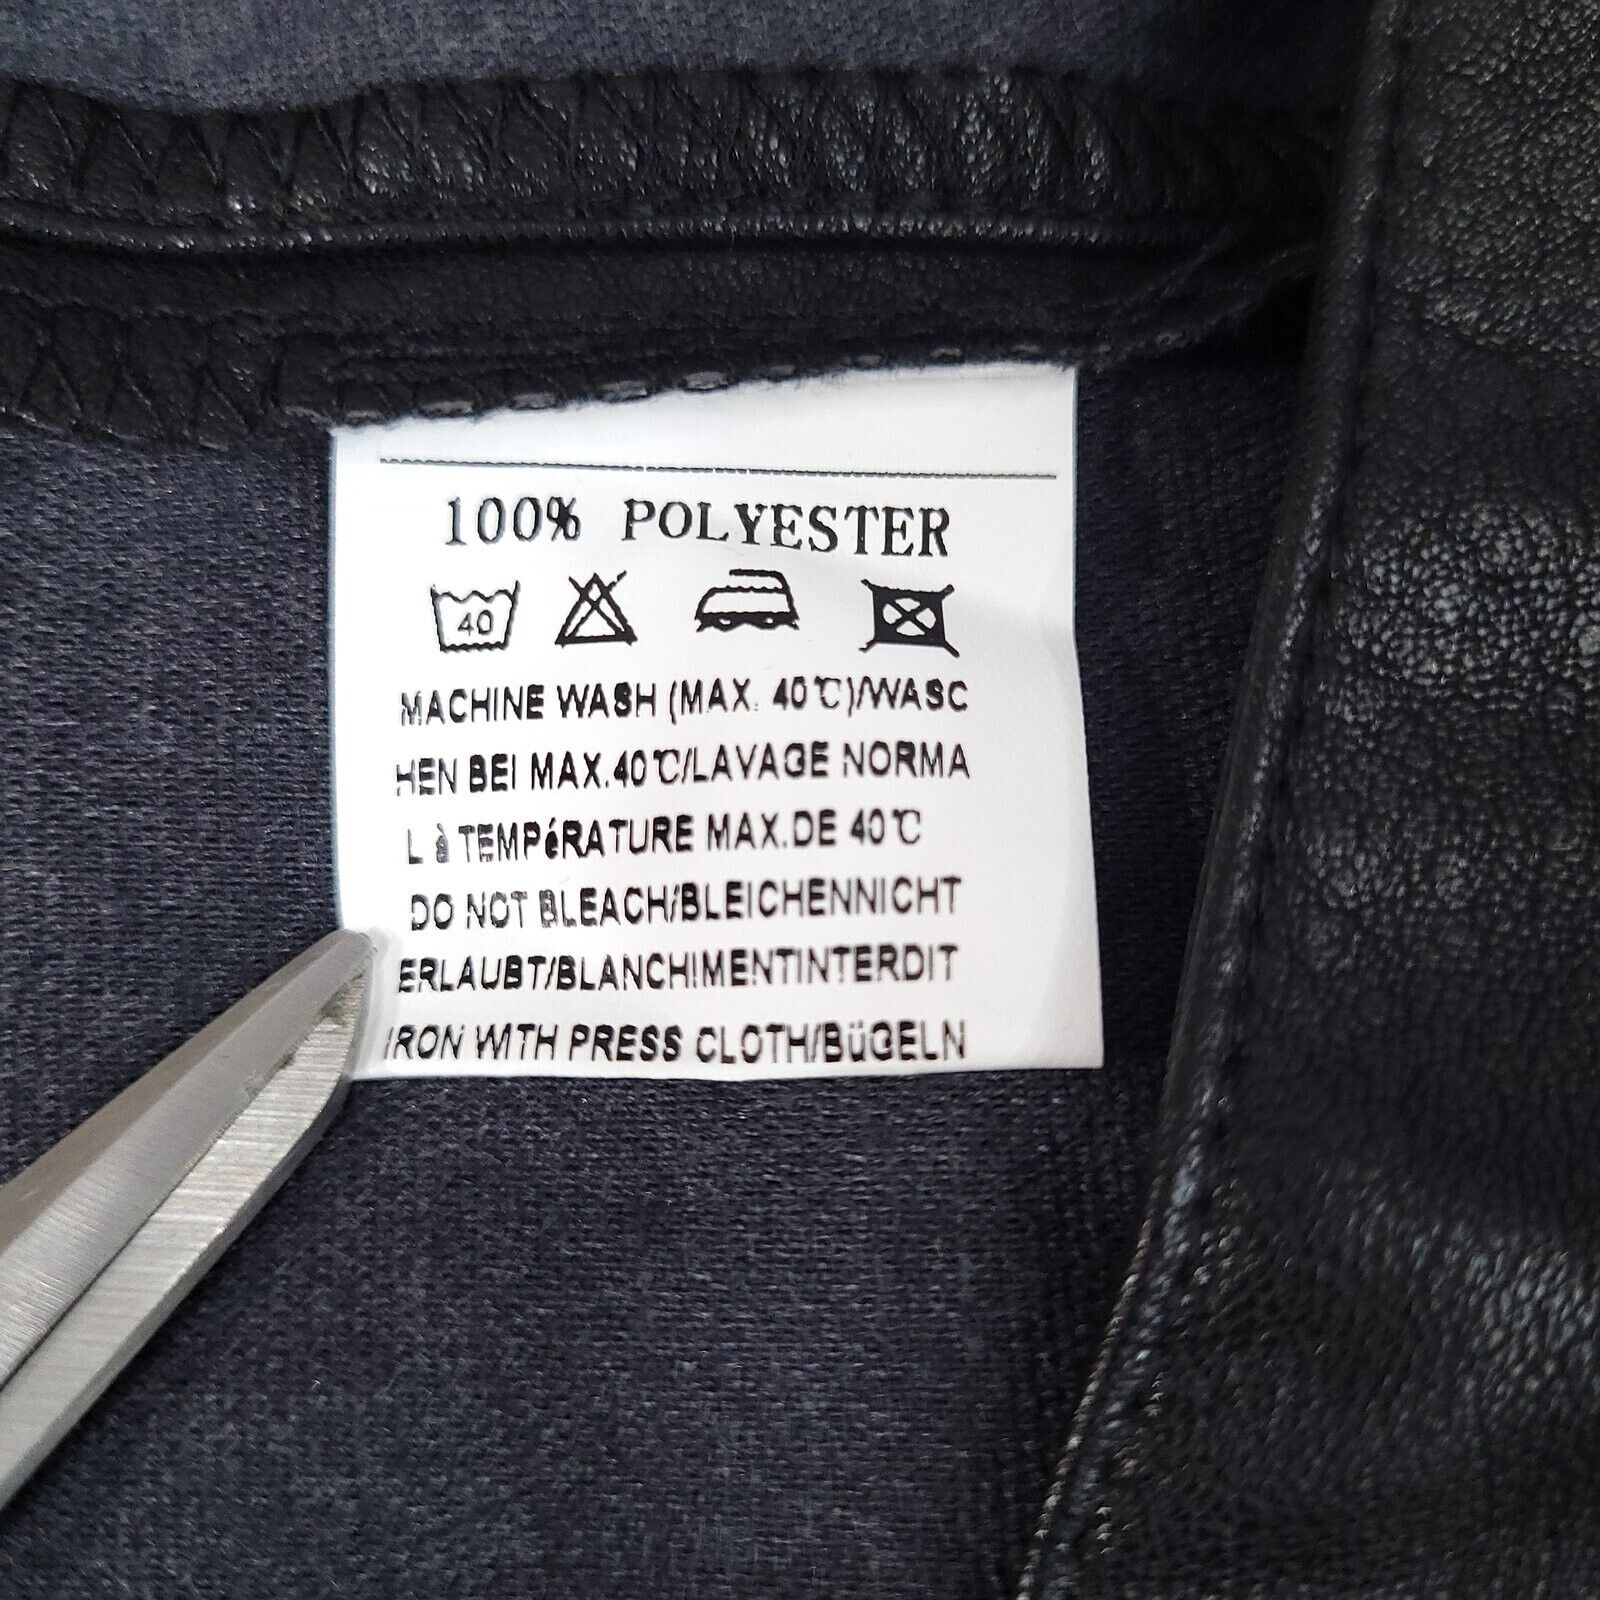 100% POLYESTER
40
MACHINE WASH (MAX. 40℃)/WASC
HEN BEI MAX.40℃/LAVAGE NORMA
L à TEMPéRATURE MAX.DE 40℃
DO NOT BLEACH/BLEICHENNICHT
ERLAUBT/BLANCHIMENTINTERDIT
IRON WITH PRESS CLOTH/BüGELN